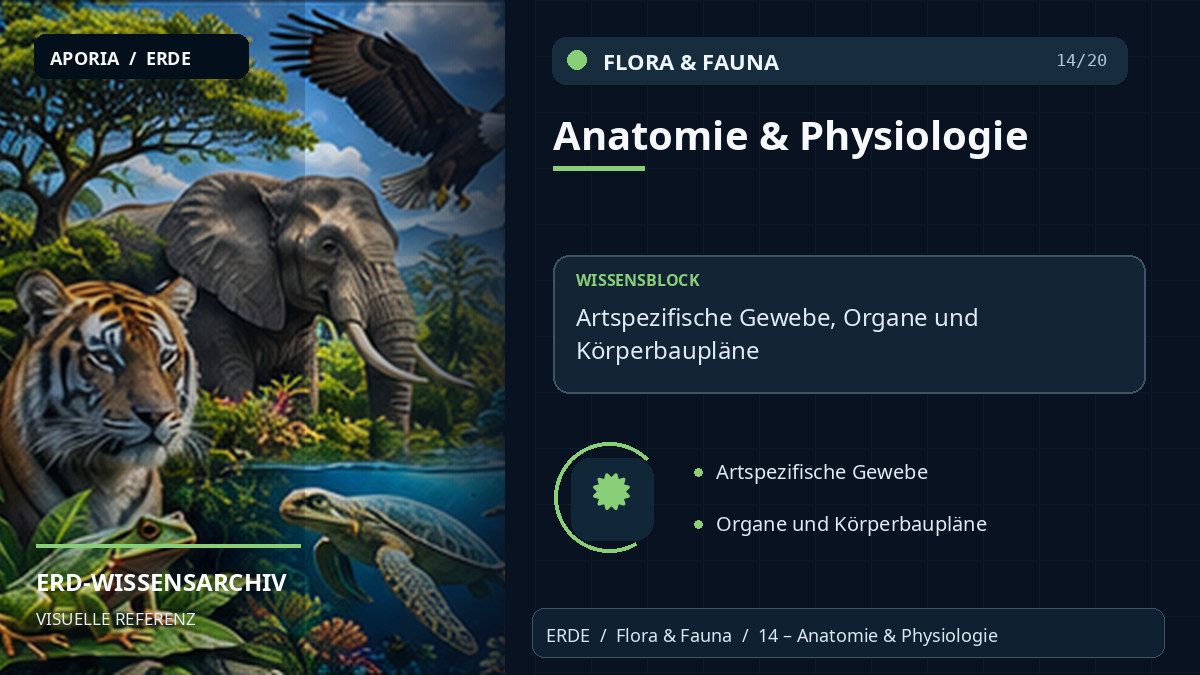 APORIA / ERDE
ERD-WISSENSARCHIV
VISUELLE REFERENZ
FLORA & FAUNA
14/20
Anatomie & Physiologie
WISSENSBLOCK
Artspezifische Gewebe, Organe und
Körperbaupläne
Artspezifische Gewebe
Organe und Körperbaupläne
ERDE / Flora & Fauna / 14 – Anatomie & Physiologie